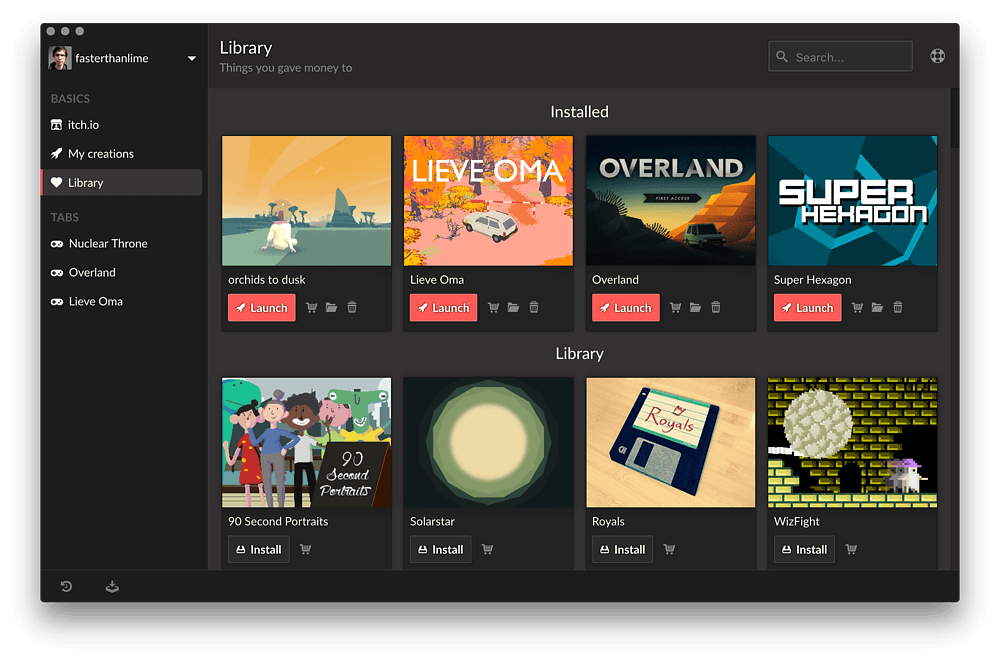 fasterthanlime
BASICS
itch.io
My creations
Library
TABS
Nuclear Throne
Overland
Lieve Oma
Library
Things you gave money to
Search...
Installed
LIEVE OMA
OVERLAND
FIRST ACCESS
SUPER
HEXAGON
orchids to dusk
Lieve Oma
Overland
Super Hexagon
Launch
Launch
Launch
Launch
Library
90
Second
Portraits
Royals
90 Second Portraits
Solarstar
Royals
WizFight
Install
Install
Install
Install